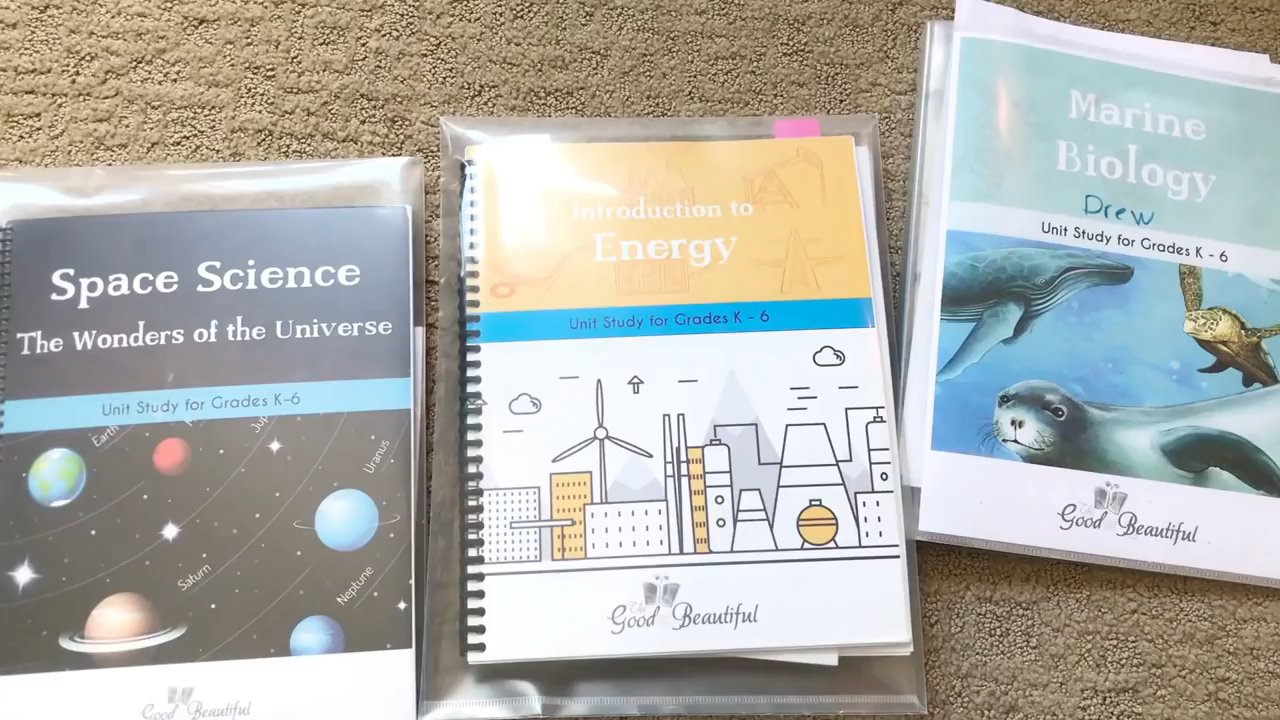 Space Science
The Wonders of the Universe
Unit Study for Grades K-6
Earth
Uranus
Saturn
Neptune
Good Beautiful
Introduction to
Energy
Unit Study for Grades K - 6
The
Good Beautiful
Marine
Biology
Drew
Unit Study for Grades K - 6
The
Good Beautiful